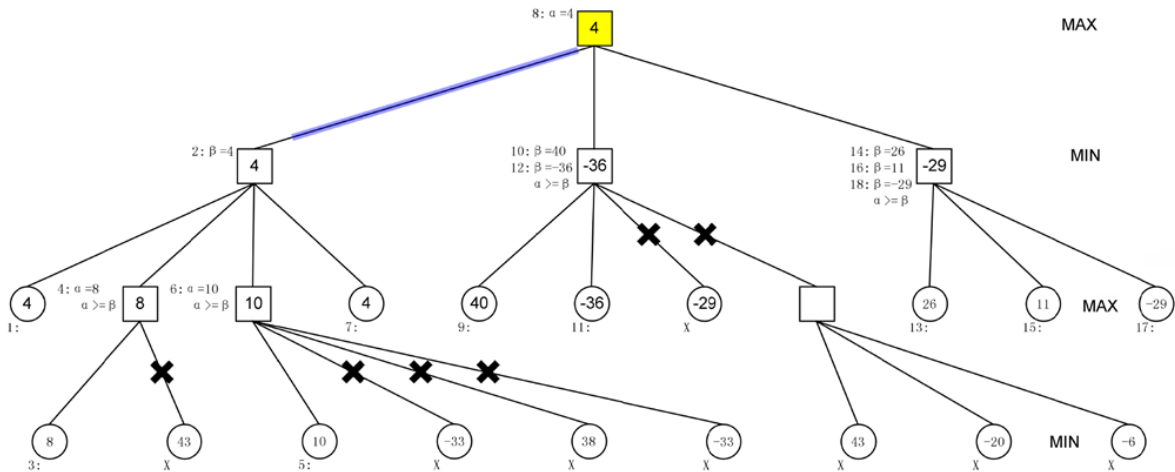 8: α=4
4
MAX
2: β=4
4
10: β=40
12: β=-36
α >= β
-36
14: β=26
16: β=11
18: β=-29
α >= β
-29
MIN
4
1:
4: α=8
α >= β
8
6: α=10
α >= β
10
4
7:
40
9:
-36
11:
-29
X
26
13:
11
15:
MAX
-29
17:
8
3:
43
X
10
5:
-33
X
38
X
-33
X
43
X
-20
X
MIN
-6
X